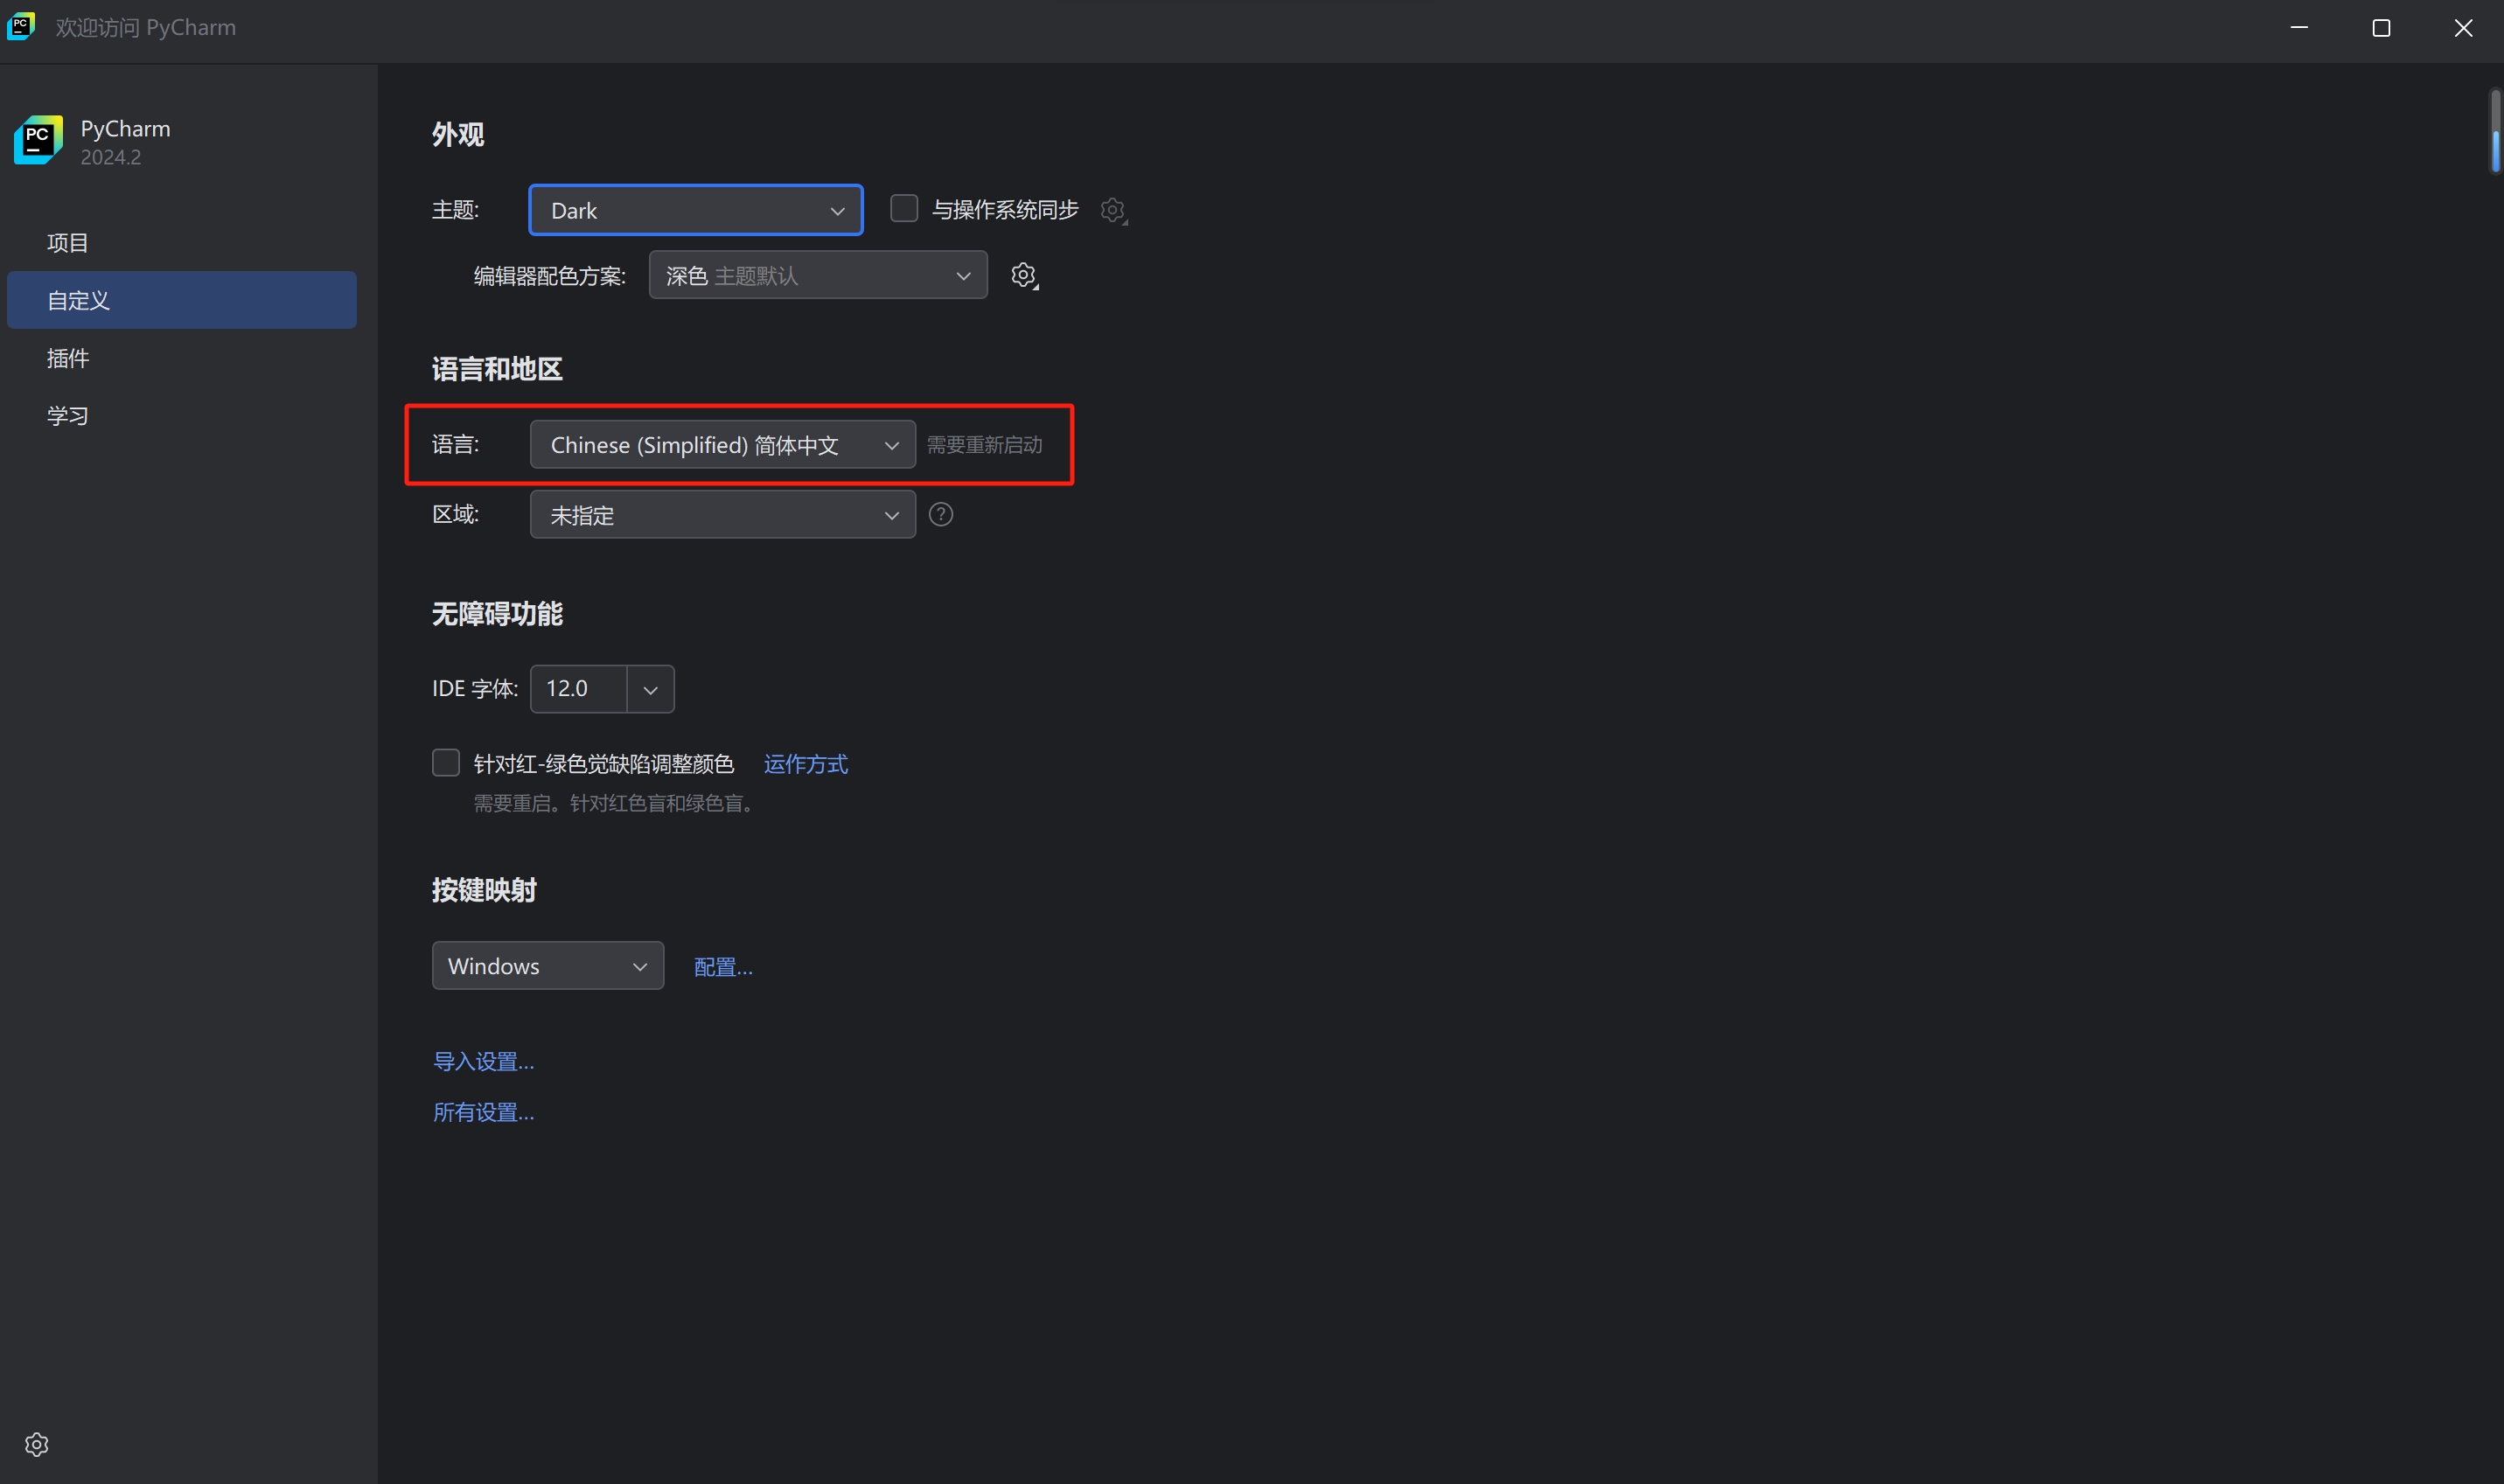 PC 欢迎访问 PyCharm
PC PyCharm
2024.2
项目
自定义
插件
学习
外观
主题: Dark 与操作系统同步
编辑器配色方案: 深色 主题默认
语言和地区
语言: Chinese (Simplified) 简体中文 需要重新启动
区域: 未指定 ?
无障碍功能
IDE 字体: 12.0
针对红-绿色觉缺陷调整颜色 运作方式
需要重启。针对红色盲和绿色盲。
按键映射
Windows 配置...
导入设置...
所有设置...